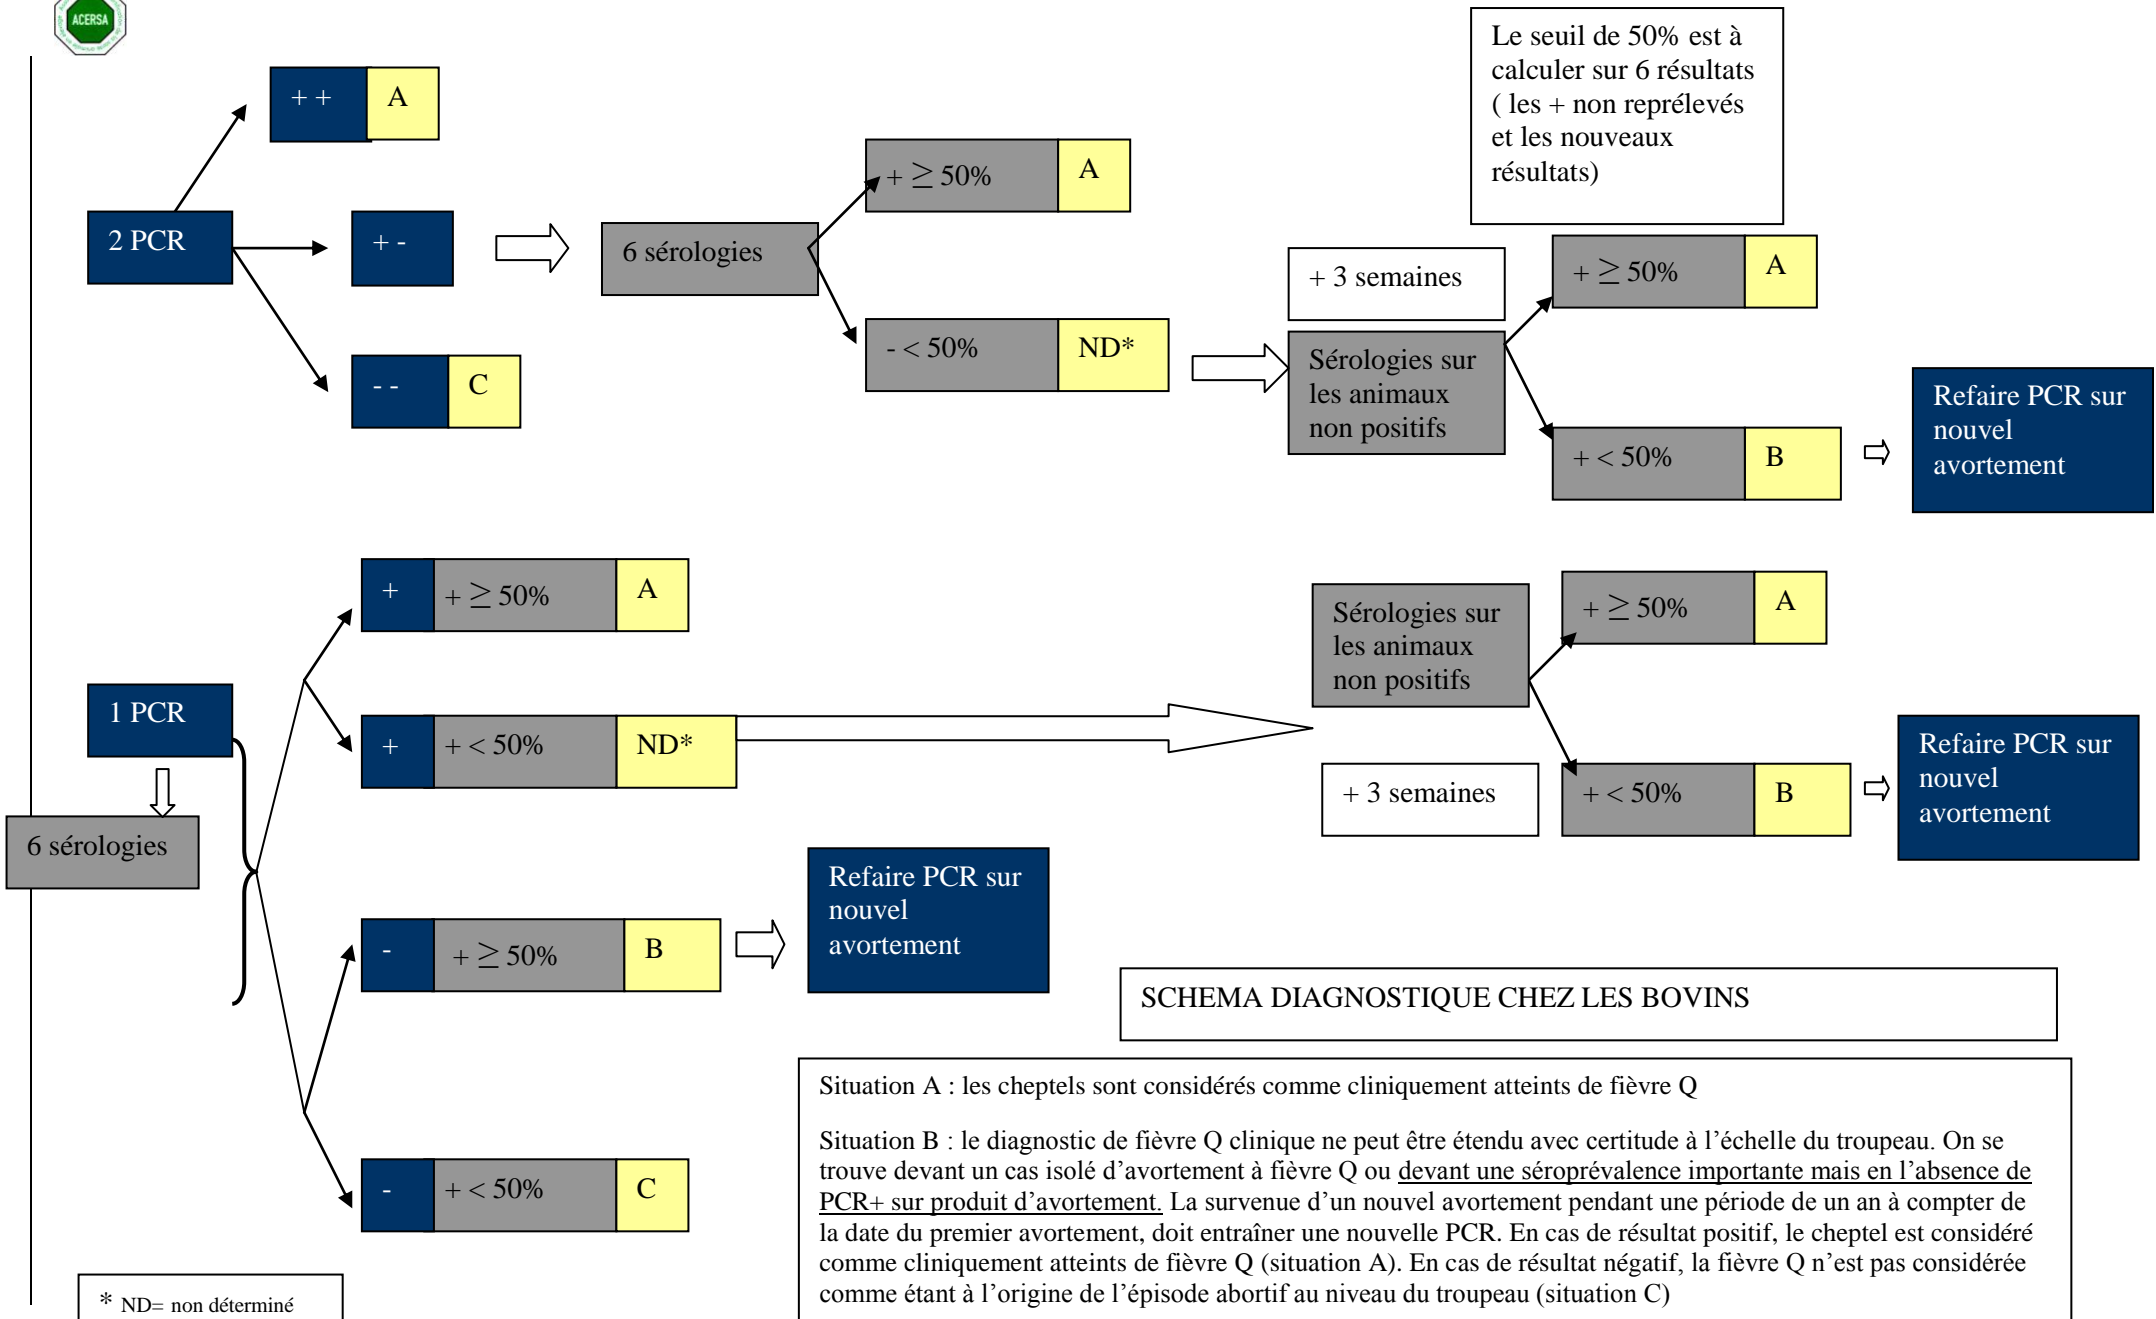 ACERSA
Le seuil de 50% est à
calculer sur 6 résultats
( les + non reprélevés
et les nouveaux
résultats)
+ + A
+ ≥ 50% A
2 PCR
+ -
6 sérologies
+ 3 semaines
+ ≥ 50% A
- < 50% ND*
Sérologies sur
les animaux
non positifs
- - C
+ < 50% B
Refaire PCR sur
nouvel
avortement
+ + ≥ 50% A
Sérologies sur
les animaux
non positifs
+ ≥ 50% A
1 PCR
+ + < 50% ND*
+ 3 semaines
+ < 50% B
Refaire PCR sur
nouvel
avortement
6 sérologies
- + ≥ 50% B
Refaire PCR sur
nouvel
avortement
SCHEMA DIAGNOSTIQUE CHEZ LES BOVINS
- + < 50% C
Situation A : les cheptels sont considérés comme cliniquement atteints de fièvre Q
Situation B : le diagnostic de fièvre Q clinique ne peut être étendu avec certitude à l’échelle du troupeau. On se
trouve devant un cas isolé d’avortement à fièvre Q ou devant une séroprévalence importante mais en l’absence de
PCR+ sur produit d’avortement. La survenue d’un nouvel avortement pendant une période de un an à compter de
la date du premier avortement, doit entraîner une nouvelle PCR. En cas de résultat positif, le cheptel est considéré
comme cliniquement atteints de fièvre Q (situation A). En cas de résultat négatif, la fièvre Q n’est pas considérée
comme étant à l’origine de l’épisode abortif au niveau du troupeau (situation C)
* ND= non déterminé